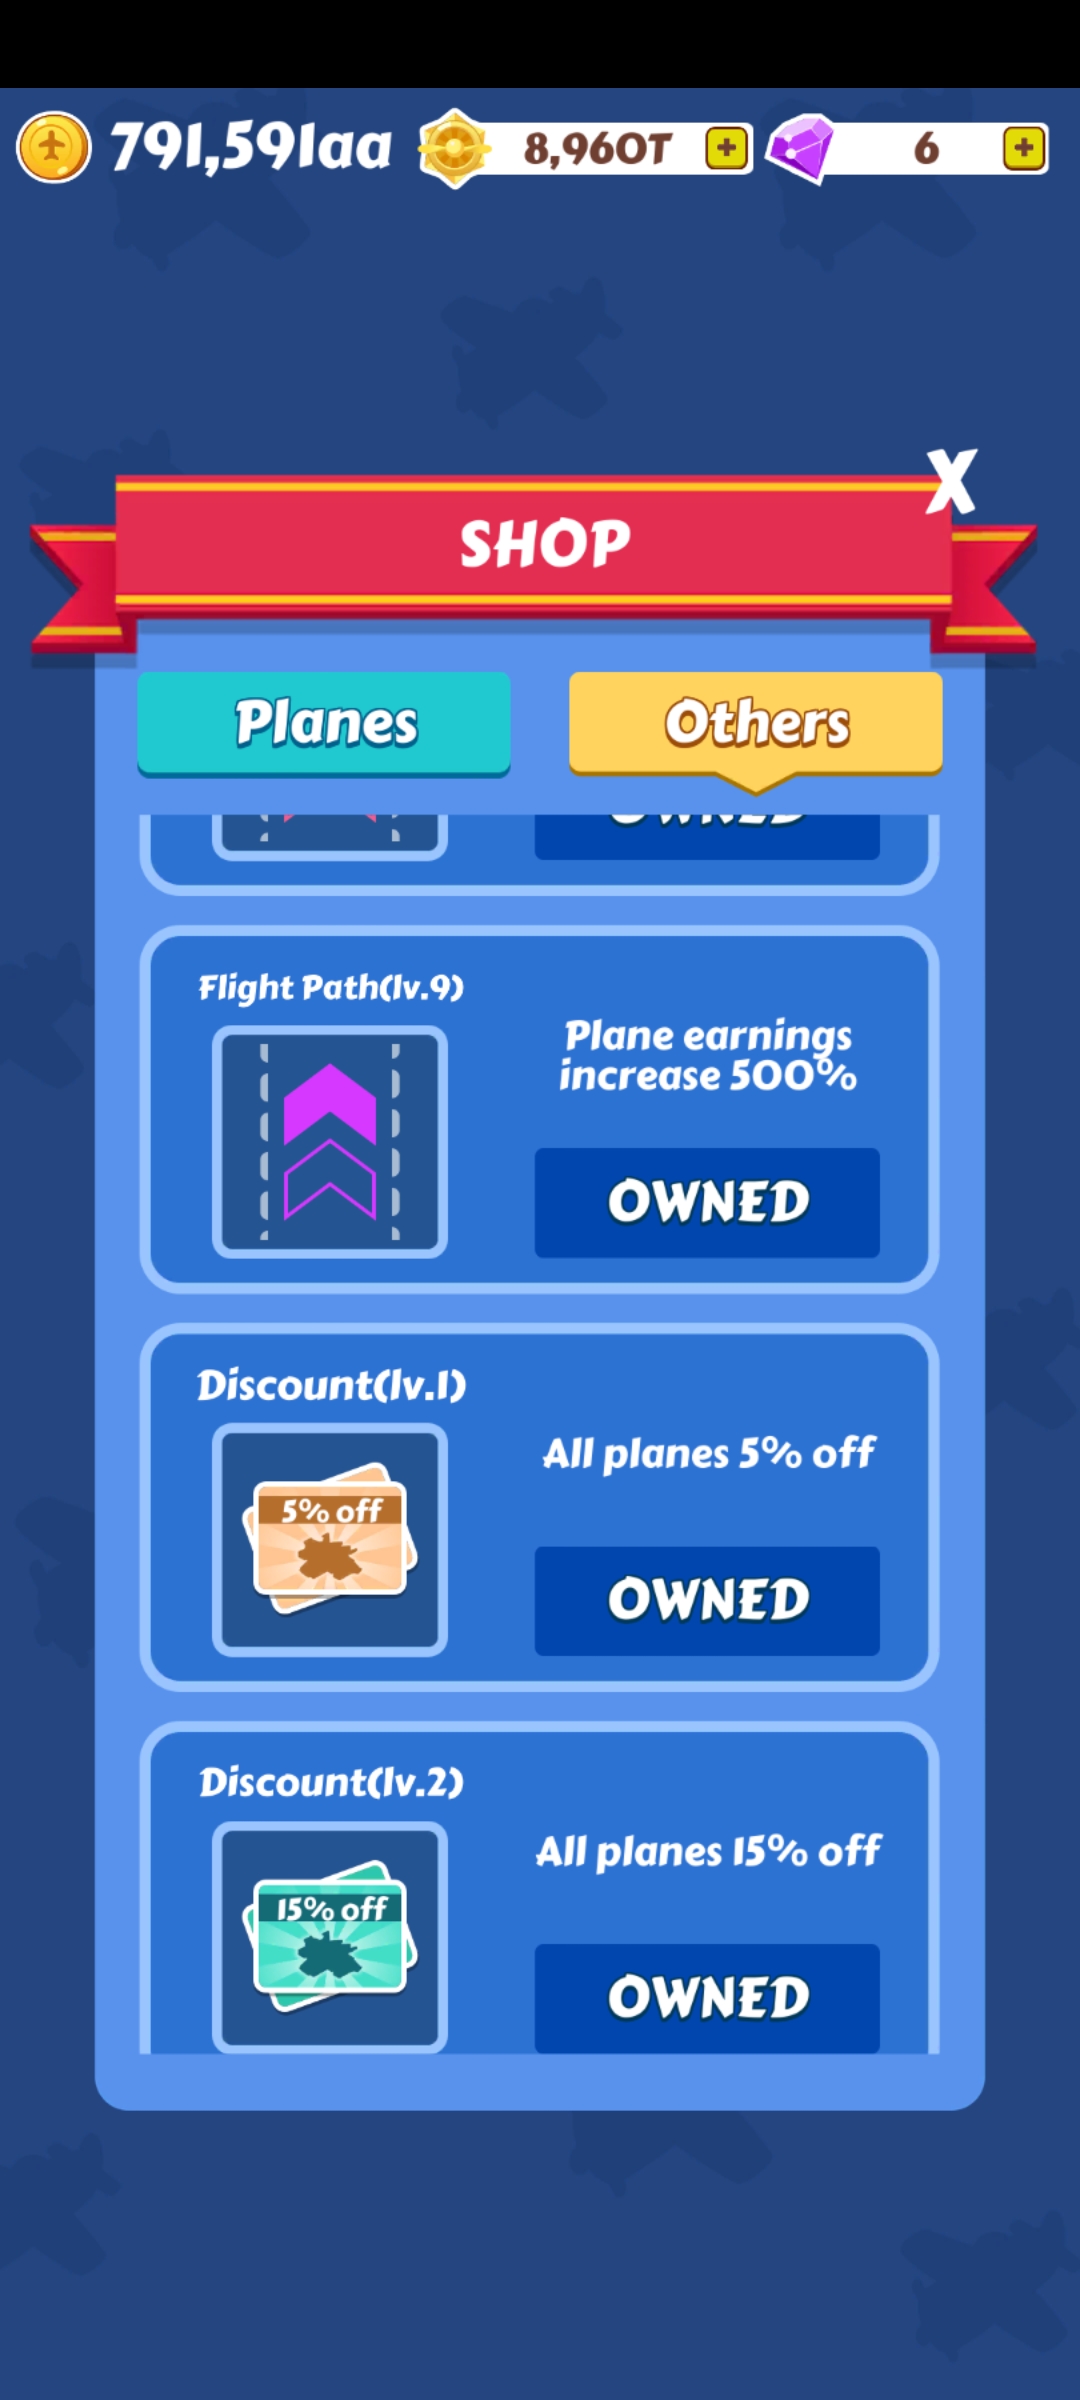 791,591aa
8,960T
+
6
+
X
SHOP
Planes
Others
OWNED
Flight Path(lv.9)
Plane earnings
increase 500%
OWNED
Discount(lv.1)
All planes 5% off
5% off
OWNED
Discount(lv.2)
All planes 15% off
15% off
OWNED